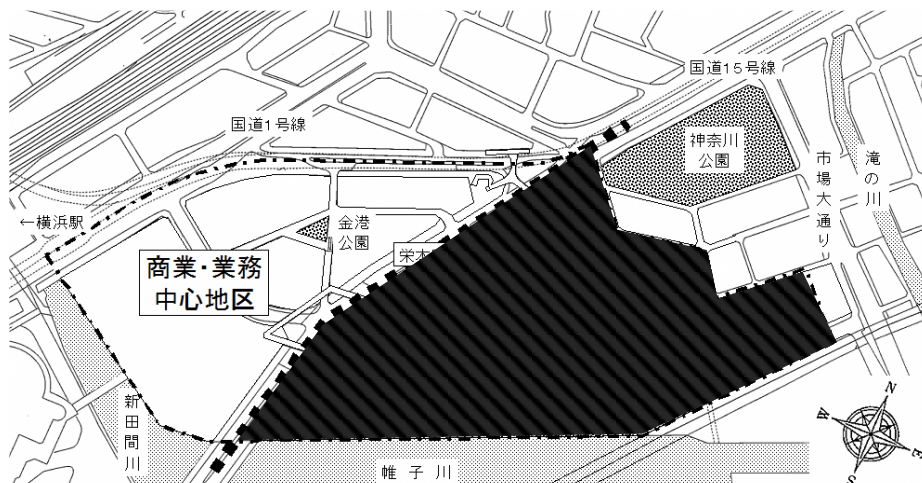 国道15号線
国道1号線
神奈川
公園
市場大通り
滝の川
←横浜駅
金港
公園
栄本
商業・業務
中心地区
新田間川
帷子川
N
W
E
S